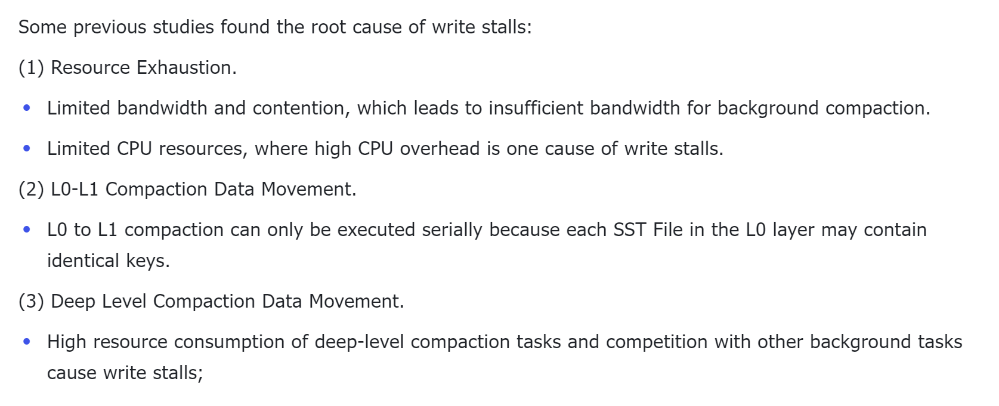 Some previous studies found the root cause of write stalls:
(1) Resource Exhaustion.
• Limited bandwidth and contention, which leads to insufficient bandwidth for background compaction.
• Limited CPU resources, where high CPU overhead is one cause of write stalls.
(2) L0-L1 Compaction Data Movement.
• L0 to L1 compaction can only be executed serially because each SST File in the L0 layer may contain
identical keys.
(3) Deep Level Compaction Data Movement.
• High resource consumption of deep-level compaction tasks and competition with other background tasks
cause write stalls;